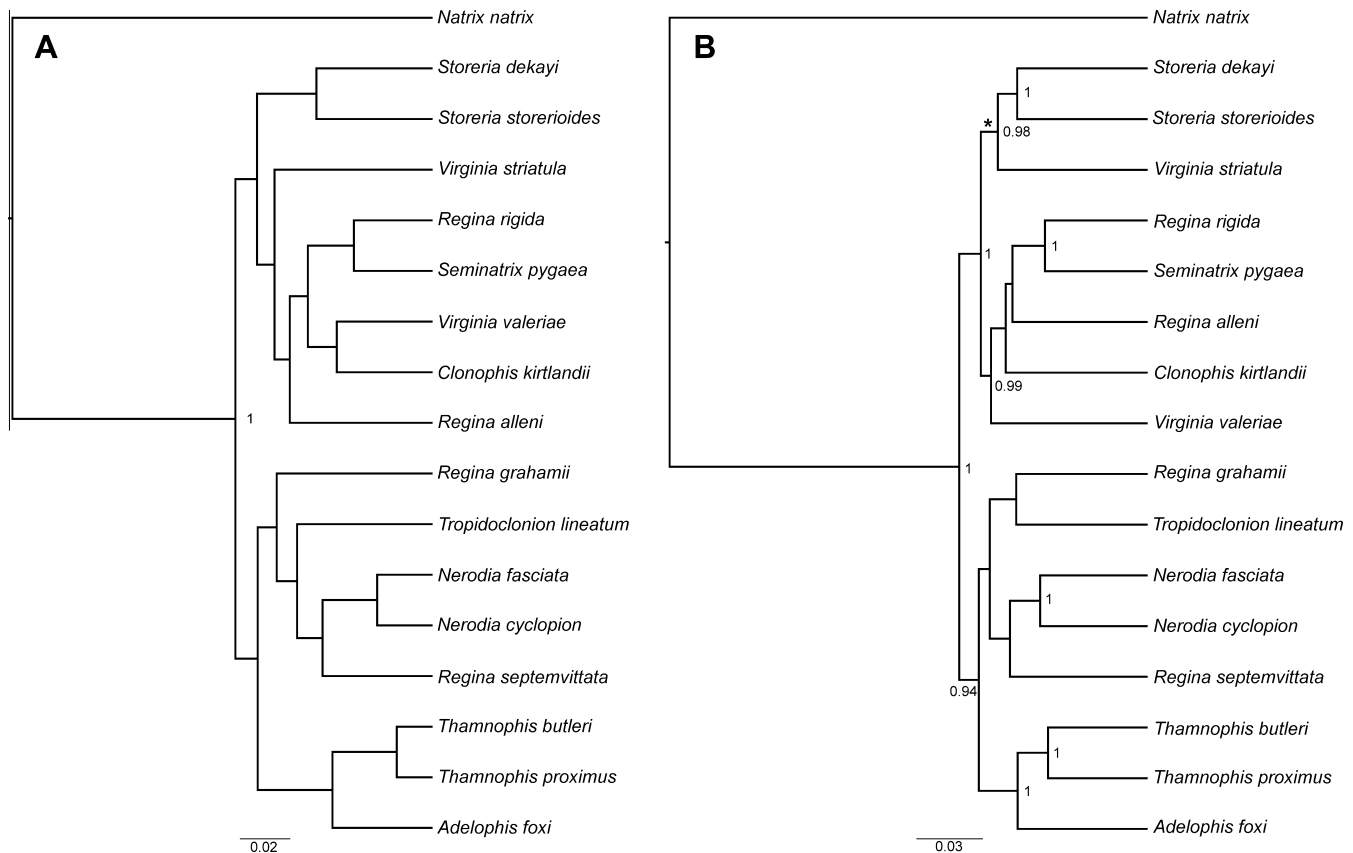 A
Natrix natrix
Storeria dekayi
Storeria storerioides
Virginia striatula
Regina rigida
Seminatrix pygaea
Virginia valeriae
Clonophis kirtlandii
Regina alleni
1
Regina grahamii
Tropidoclonion lineatum
Nerodia fasciata
Nerodia cyclopion
Regina septemvittata
Thamnophis butleri
Thamnophis proximus
Adelophis foxi
0.02
B
Natrix natrix
Storeria dekayi
1
Storeria storerioides
*
0.98
Virginia striatula
Regina rigida
1
1
Seminatrix pygaea
Regina alleni
Clonophis kirtlandii
0.99
Virginia valeriae
1
Regina grahamii
Tropidoclonion lineatum
Nerodia fasciata
1
Nerodia cyclopion
Regina septemvittata
0.94
Thamnophis butleri
1
Thamnophis proximus
1
Adelophis foxi
0.03